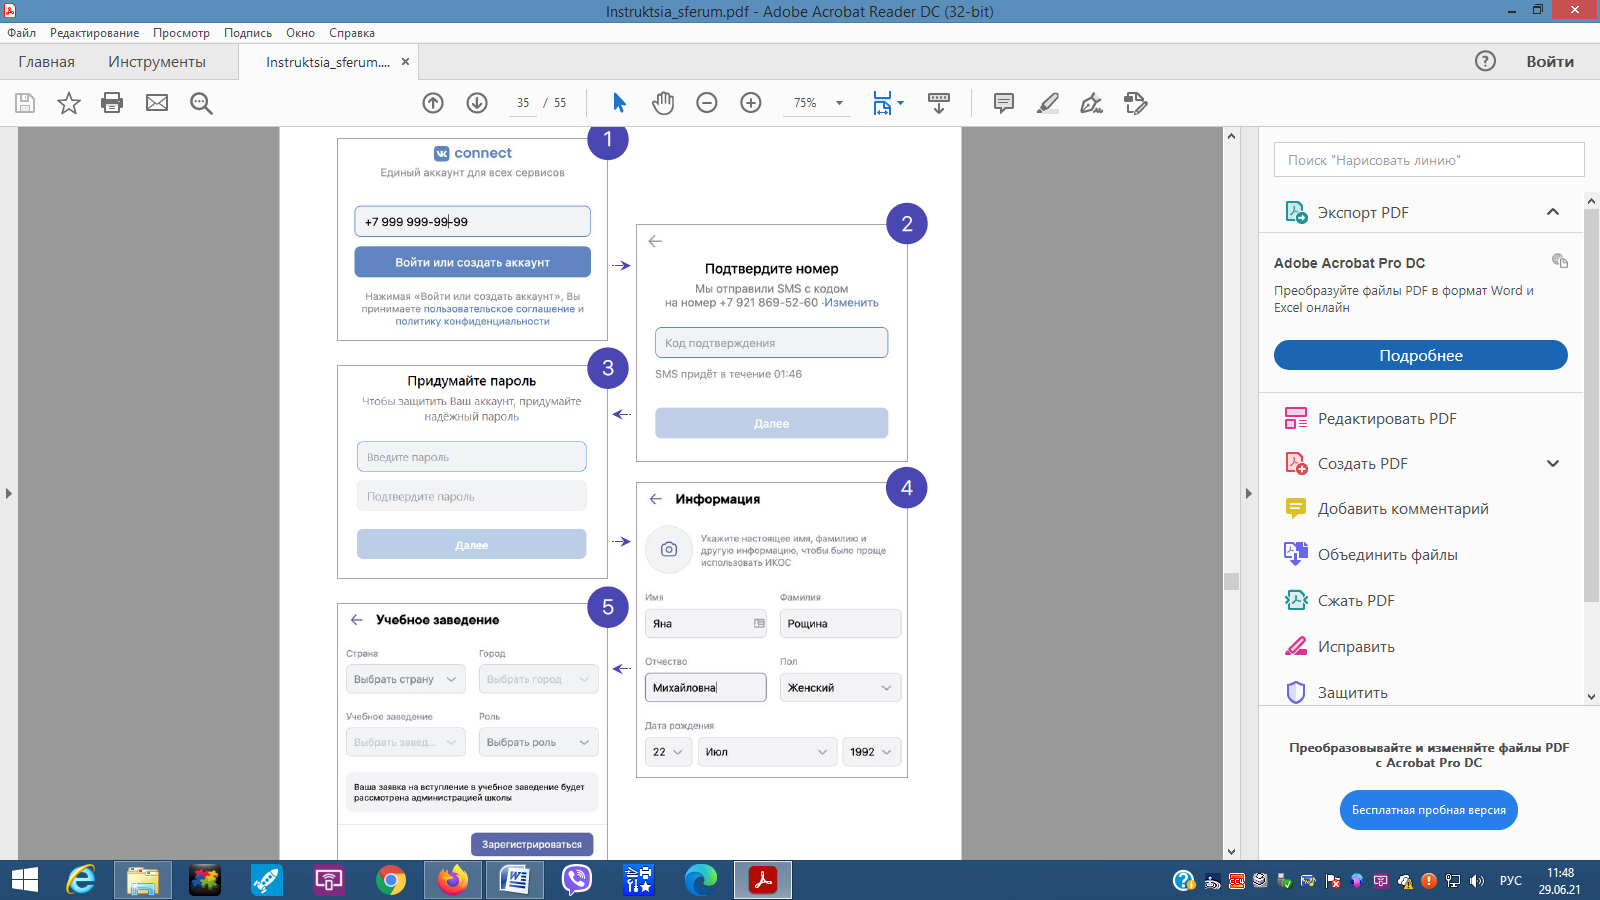 Instruktsia_sferum.pdf - Adobe Acrobat Reader DC (32-bit)
Файл Редактирование Просмотр Подпись Окно Справка
Главная Инструменты Instruktsia_sferum.... × Войти
35 / 55 75%
1
connect
Единый аккаунт для всех сервисов
+7 999 999-99-99
Войти или создать аккаунт
Нажимая «Войти или создать аккаунт», Вы
принимаете пользовательское соглашение и
политику конфиденциальности
2
Подтвердите номер
Мы отправили SMS с кодом
на номер +7 921 869-52-60 ·Изменить
Код подтверждения
SMS придёт в течение 01:46
Далее
3
Придумайте пароль
Чтобы защитить Ваш аккаунт, придумайте
надёжный пароль
Введите пароль
Подтвердите пароль
Далее
4
Информация
Укажите настоящее имя, фамилию и
другую информацию, чтобы было проще
использовать ИКОС
Имя Фамилия
Яна Рощина
Отчество Пол
Михайловна Женский
Дата рождения
22 Июл 1992
5
Учебное заведение
Страна Город
Выбрать страну Выбрать город
Учебное заведение Роль
Выбрать завед... Выбрать роль
Ваша заявка на вступление в учебное заведение будет
рассмотрена администрацией школы
Зарегистрироваться
Поиск "Нарисовать линию"
Экспорт PDF
Adobe Acrobat Pro DC
Преобразуйте файлы PDF в формат Word и
Excel онлайн
Подробнее
Редактировать PDF
Создать PDF
Добавить комментарий
Объединить файлы
Сжать PDF
Исправить
Защитить
Преобразовывайте и изменяйте файлы PDF
с Acrobat Pro DC
Бесплатная пробная версия
РУС
11:48
29.06.21